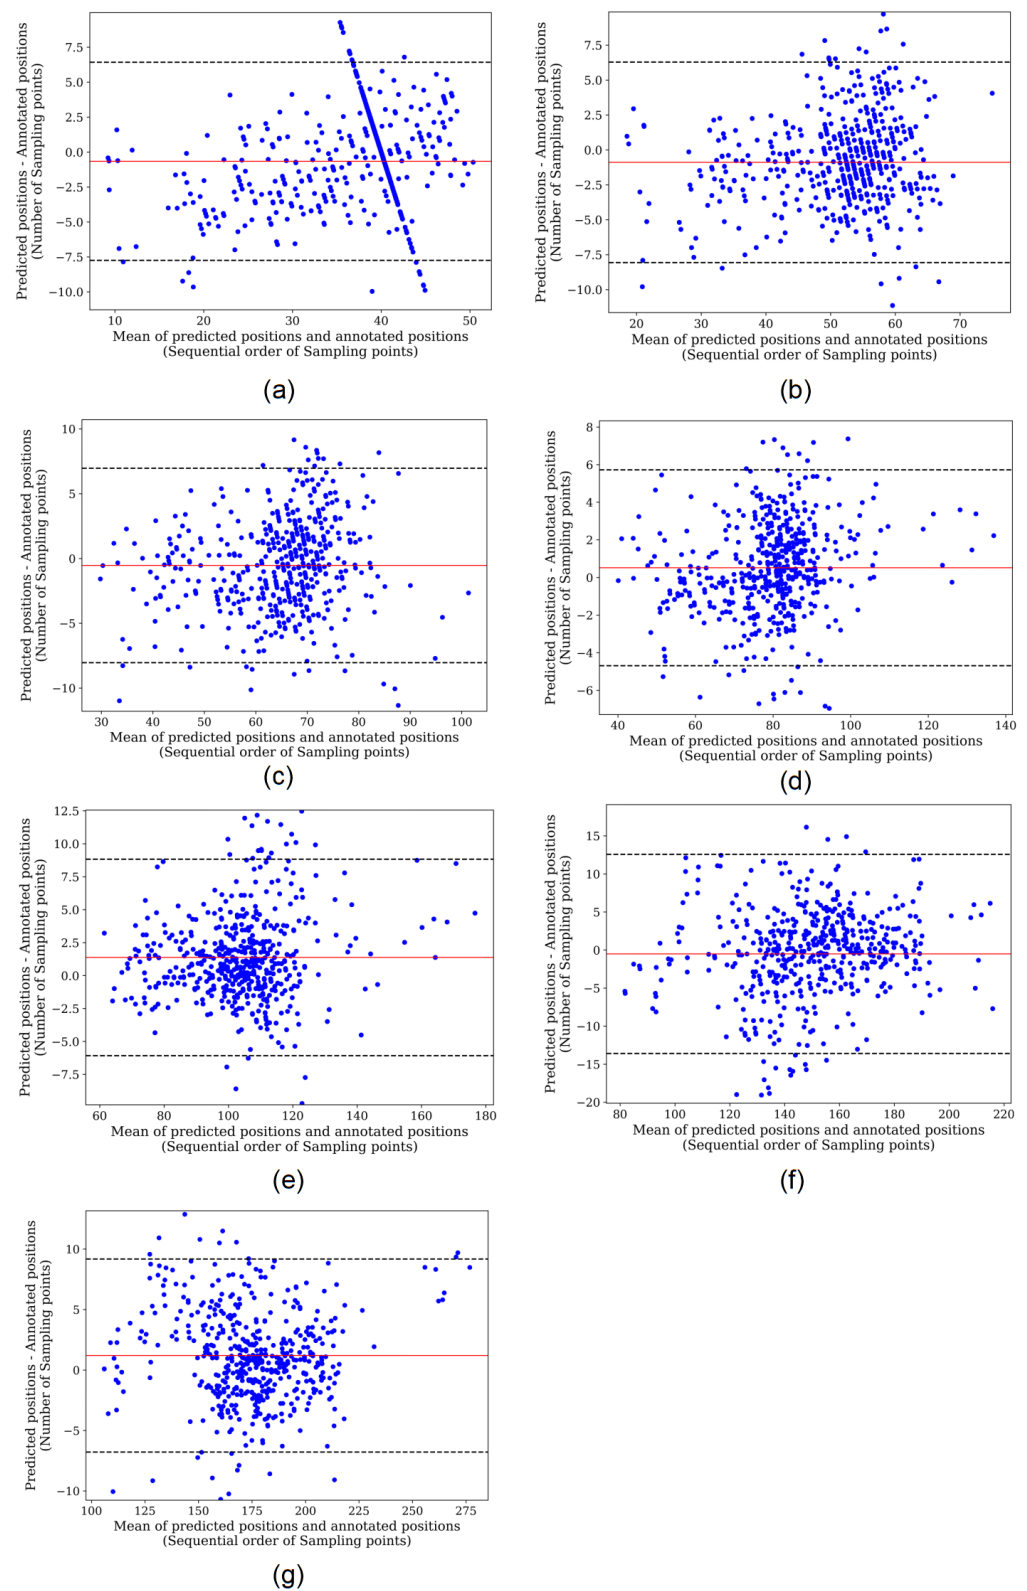 Predicted positions - Annotated positions
(Number of Sampling points)
7.5
5.0
2.5
0.0
−2.5
−5.0
−7.5
−10.0
10 20 30 40 50
Mean of predicted positions and annotated positions
(Sequential order of Sampling points)
(a)
Predicted positions - Annotated positions
(Number of Sampling points)
7.5
5.0
2.5
0.0
−2.5
−5.0
−7.5
−10.0
20 30 40 50 60 70
Mean of predicted positions and annotated positions
(Sequential order of Sampling points)
(b)
Predicted positions - Annotated positions
(Number of Sampling points)
10
5
0
−5
−10
30 40 50 60 70 80 90 100
Mean of predicted positions and annotated positions
(Sequential order of Sampling points)
(c)
Predicted positions - Annotated positions
(Number of Sampling points)
8
6
4
2
0
−2
−4
−6
40 60 80 100 120 140
Mean of predicted positions and annotated positions
(Sequential order of Sampling points)
(d)
Predicted positions - Annotated positions
(Number of Sampling points)
12.5
10.0
7.5
5.0
2.5
0.0
−2.5
−5.0
−7.5
60 80 100 120 140 160 180
Mean of predicted positions and annotated positions
(Sequential order of Sampling points)
(e)
Predicted positions - Annotated positions
(Number of Sampling points)
15
10
5
0
−5
−10
−15
−20
80 100 120 140 160 180 200 220
Mean of predicted positions and annotated positions
(Sequential order of Sampling points)
(f)
Predicted positions - Annotated positions
(Number of Sampling points)
10
5
0
−5
−10
100 125 150 175 200 225 250 275
Mean of predicted positions and annotated positions
(Sequential order of Sampling points)
(g)